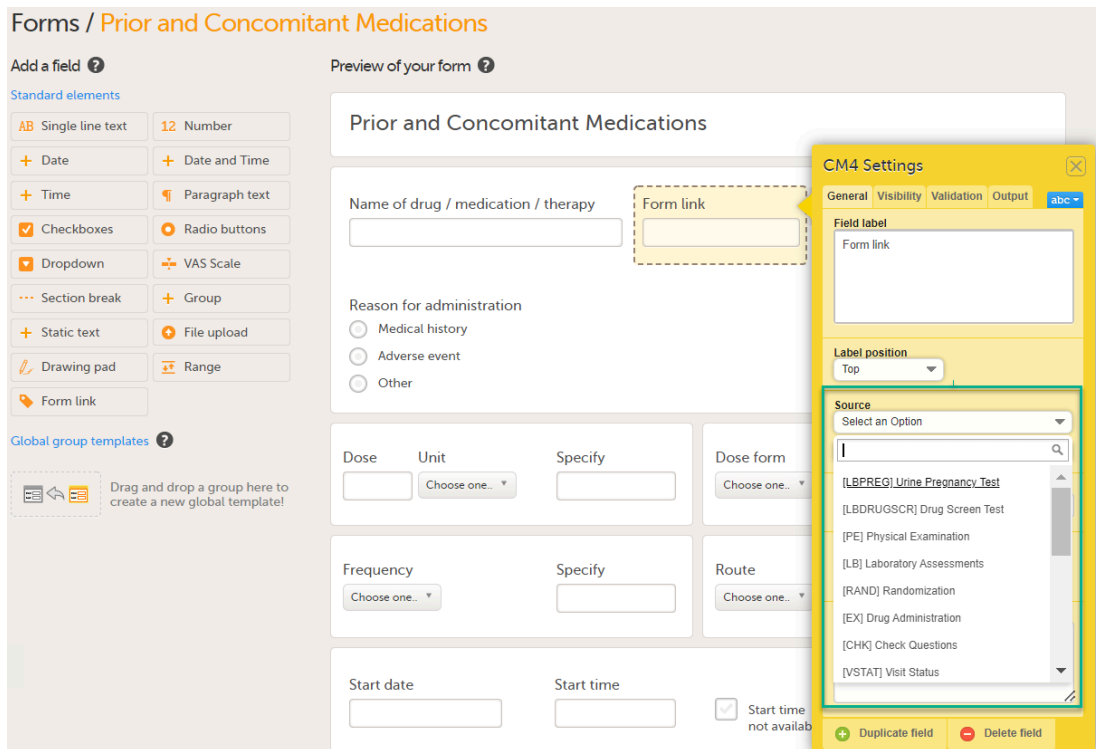 Forms / Prior and Concomitant Medications
Add a field ?
Standard elements
AB Single line text
12 Number
Date
Date and Time
Time
Paragraph text
Checkboxes
Radio buttons
Dropdown
VAS Scale
Section break
Group
Static text
File upload
Drawing pad
Range
Form link
Global group templates ?
Drag and drop a group here to
create a new global template!
Preview of your form ?
Prior and Concomitant Medications
Name of drug / medication / therapy
Form link
Reason for administration
Medical history
Adverse event
Other
Dose
Unit
Specify
Dose form
Choose one..
Choose one..
Frequency
Specify
Route
Choose one..
Choose one..
Start date
Start time
Start time
not availab
CM4 Settings
General Visibility Validation Output abc
Field label
Form link
Label position
Top
Source
Select an Option
[LBPREG] Urine Pregnancy Test
[LBDRUGSCR] Drug Screen Test
[PE] Physical Examination
[LB] Laboratory Assessments
[RAND] Randomization
[EX] Drug Administration
[CHK] Check Questions
[VSTAT] Visit Status
Duplicate field
Delete field